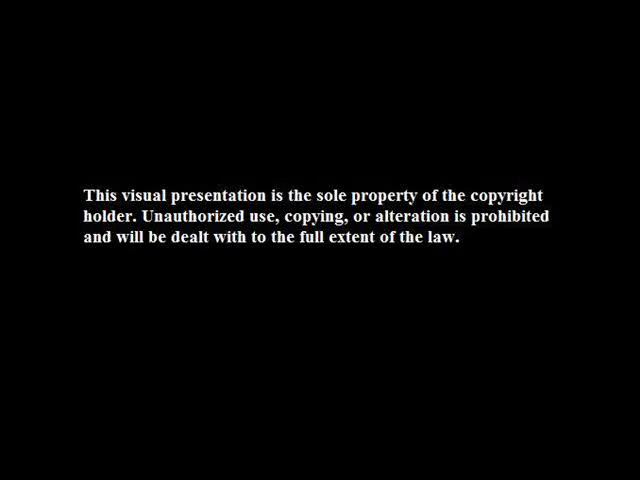 This visual presentation is the sole property of the copyright
holder. Unauthorized use, copying, or alteration is prohibited
and will be dealt with to the full extent of the law.